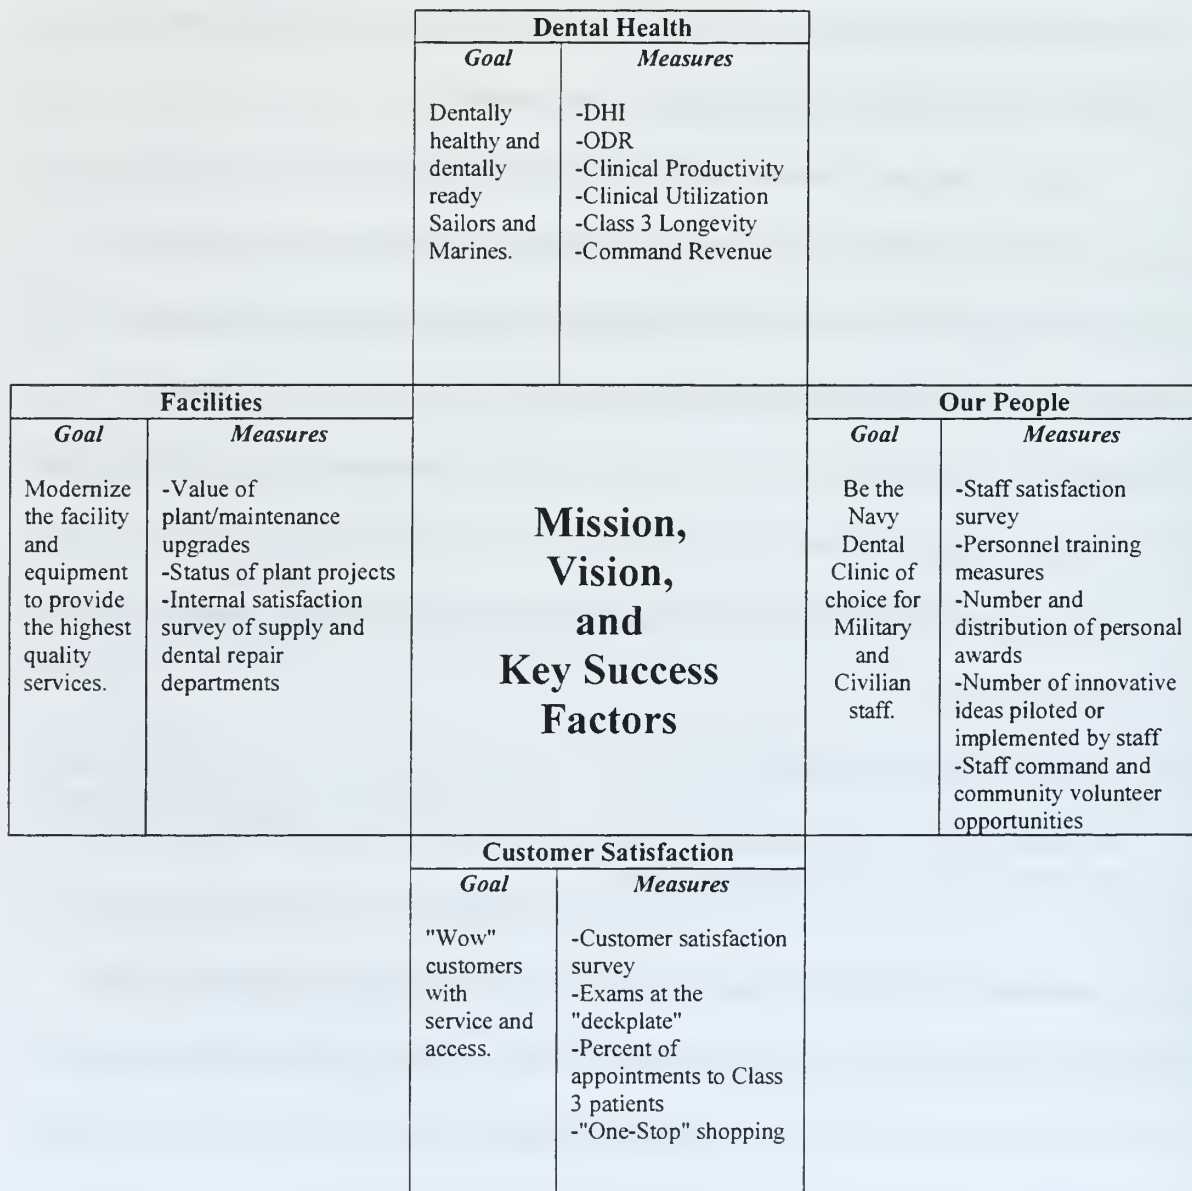 Dental Health
Goal
Measures
Dentally
healthy and
dentally
ready
Sailors and
Marines.
-DHI
-ODR
-Clinical Productivity
-Clinical Utilization
-Class 3 Longevity
-Command Revenue
Facilities
Goal
Measures
Modernize
the facility
and
equipment
to provide
the highest
quality
services.
-Value of
plant/maintenance
upgrades
-Status of plant projects
-Internal satisfaction
survey of supply and
dental repair
departments
Mission,
Vision,
and
Key Success
Factors
Our People
Goal
Measures
Be the
Navy
Dental
Clinic of
choice for
Military
and
Civilian
staff.
-Staff satisfaction
survey
-Personnel training
measures
-Number and
distribution of personal
awards
-Number of innovative
ideas piloted or
implemented by staff
-Staff command and
community volunteer
opportunities
Customer Satisfaction
Goal
Measures
"Wow"
customers
with
service and
access.
-Customer satisfaction
survey
-Exams at the
"deckplate"
-Percent of
appointments to Class
3 patients
-"One-Stop" shopping